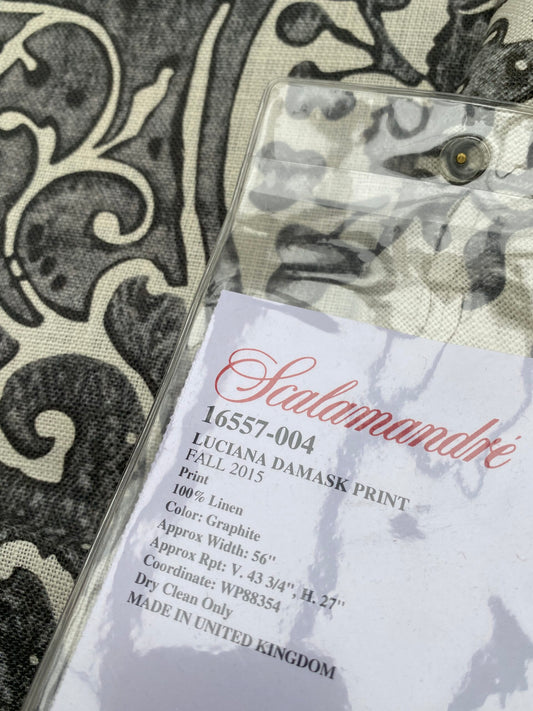 Scalamandré
16557-004
LUCIANA DAMASK PRINT
FALL 2015
Print
100% Linen
Color: Graphite
Approx Width: 56"
Approx Rpt: V. 43 3/4", H. 27"
Coordinate: WP88354
Dry Clean Only
MADE IN UNITED KINGDOM